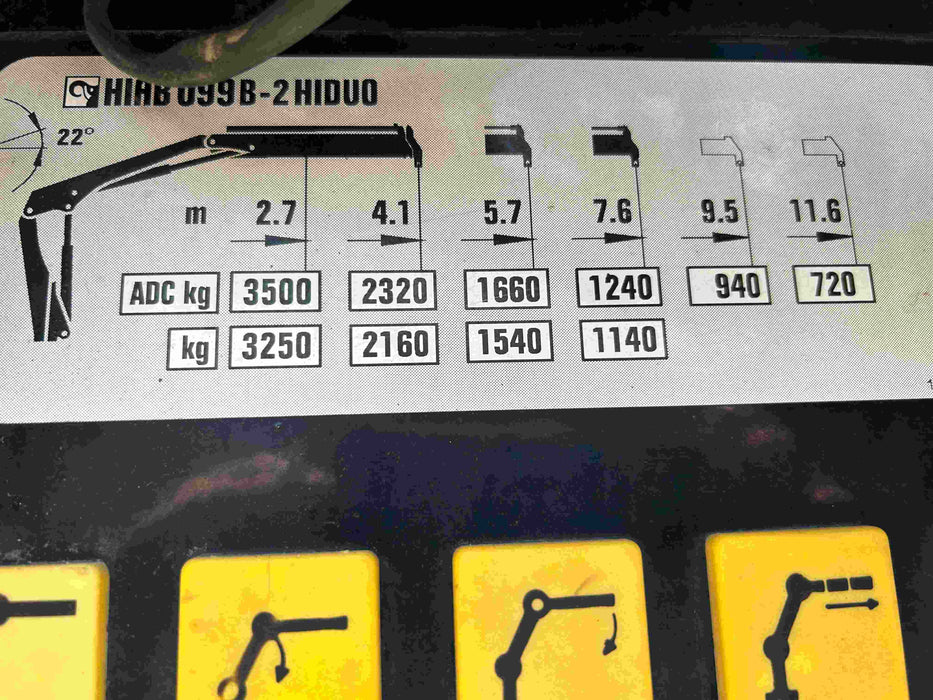 HIAB 099B-2 HIDUO
22°
m 2.7 4.1 5.7 7.6 9.5 11.6
ADC kg 3500 2320 1660 1240 940 720
kg 3250 2160 1540 1140